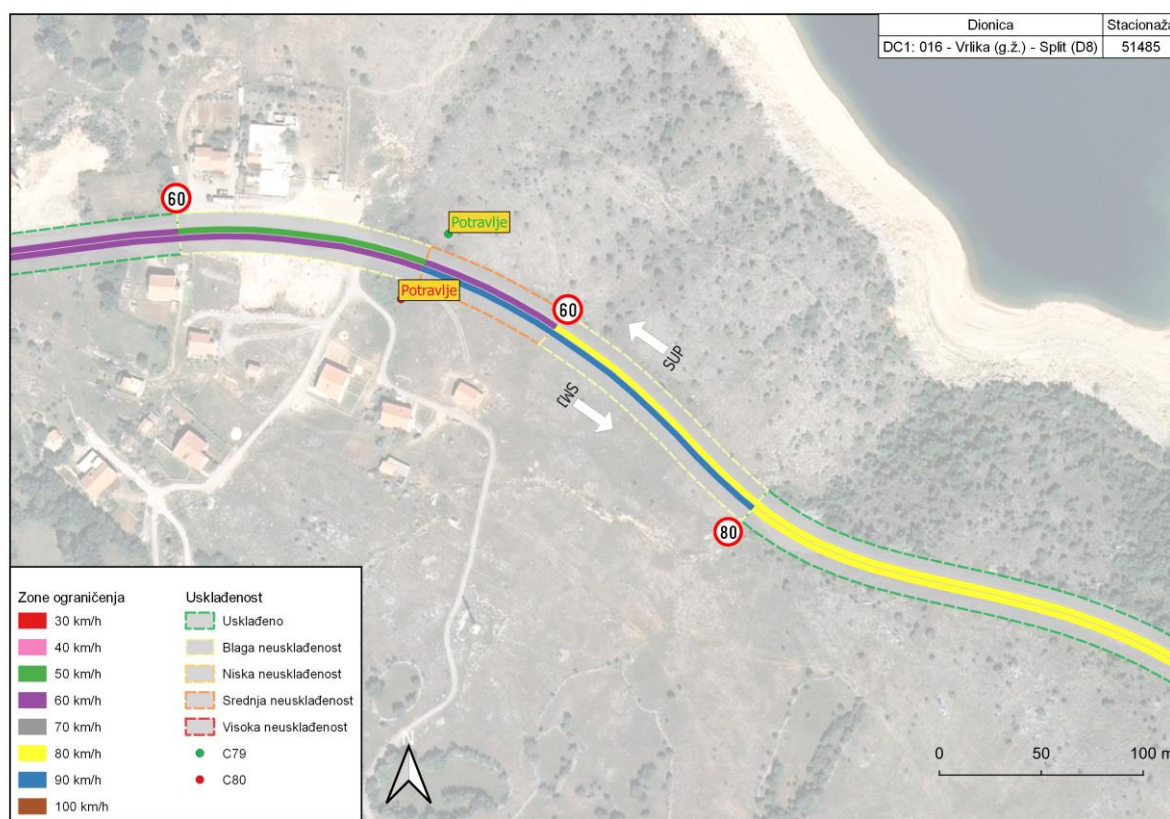 Dionica
Stacionaža
DC1: 016 - Vrlika (g.ž.) - Split (D8)
51485
60
Potravlje
Potravlje
60
SUP
SMJ
80
Zone ograničenja
30 km/h
40 km/h
50 km/h
60 km/h
70 km/h
80 km/h
90 km/h
100 km/h
Usklađenost
Usklađeno
Blaga neusklađenost
Niska neusklađenost
Srednja neusklađenost
Visoka neusklađenost
C79
C80
0 50 100 m